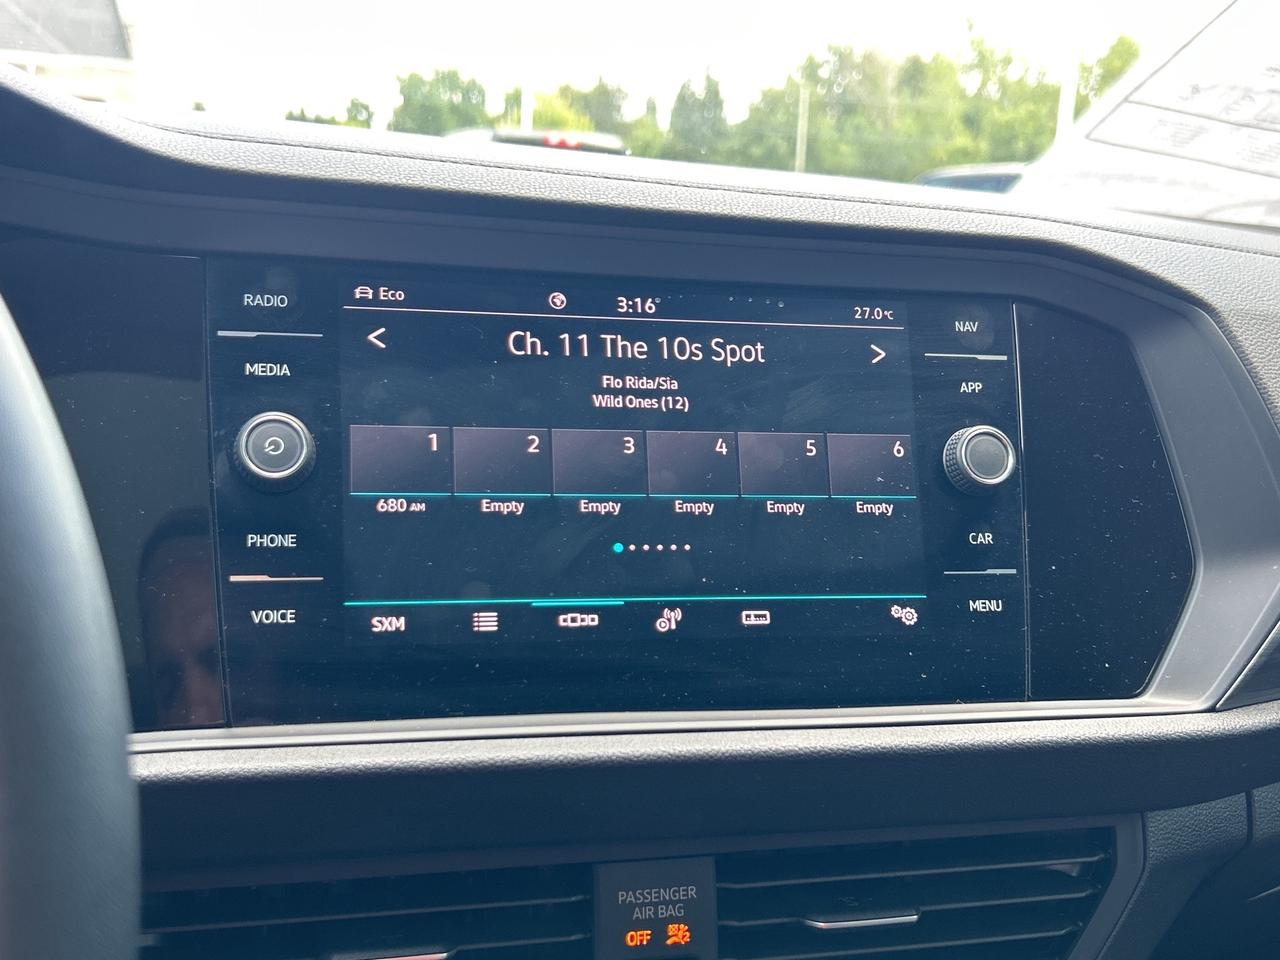 RADIO
MEDIA
PHONE
VOICE
Eco
3:16
27.0°C
Ch. 11 The 10s Spot
Flo Rida/Sia
Wild Ones (12)
1 2 3 4 5 6
680 AM Empty Empty Empty Empty Empty
SXM
NAV
APP
CAR
MENU
PASSENGER
AIR BAG
OFF